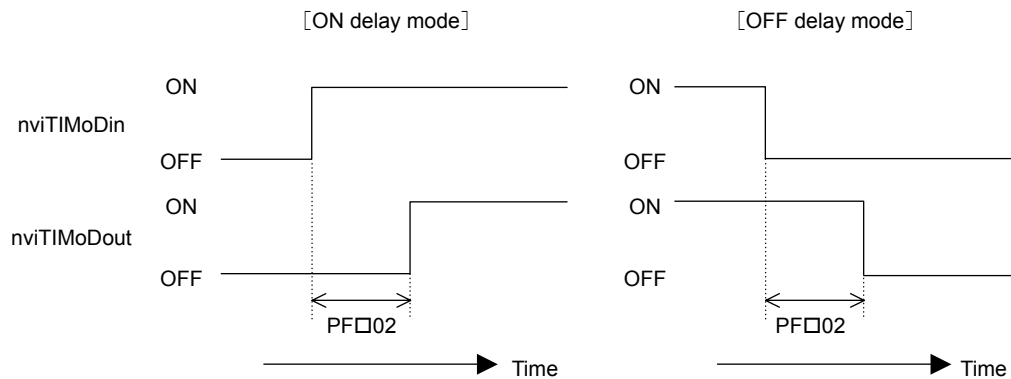 [ON delay mode]
[OFF delay mode]
nviTIMoDin
ON
OFF
ON
OFF
nviTIMoDout
ON
OFF
ON
OFF
PF□02
PF□02
Time
Time